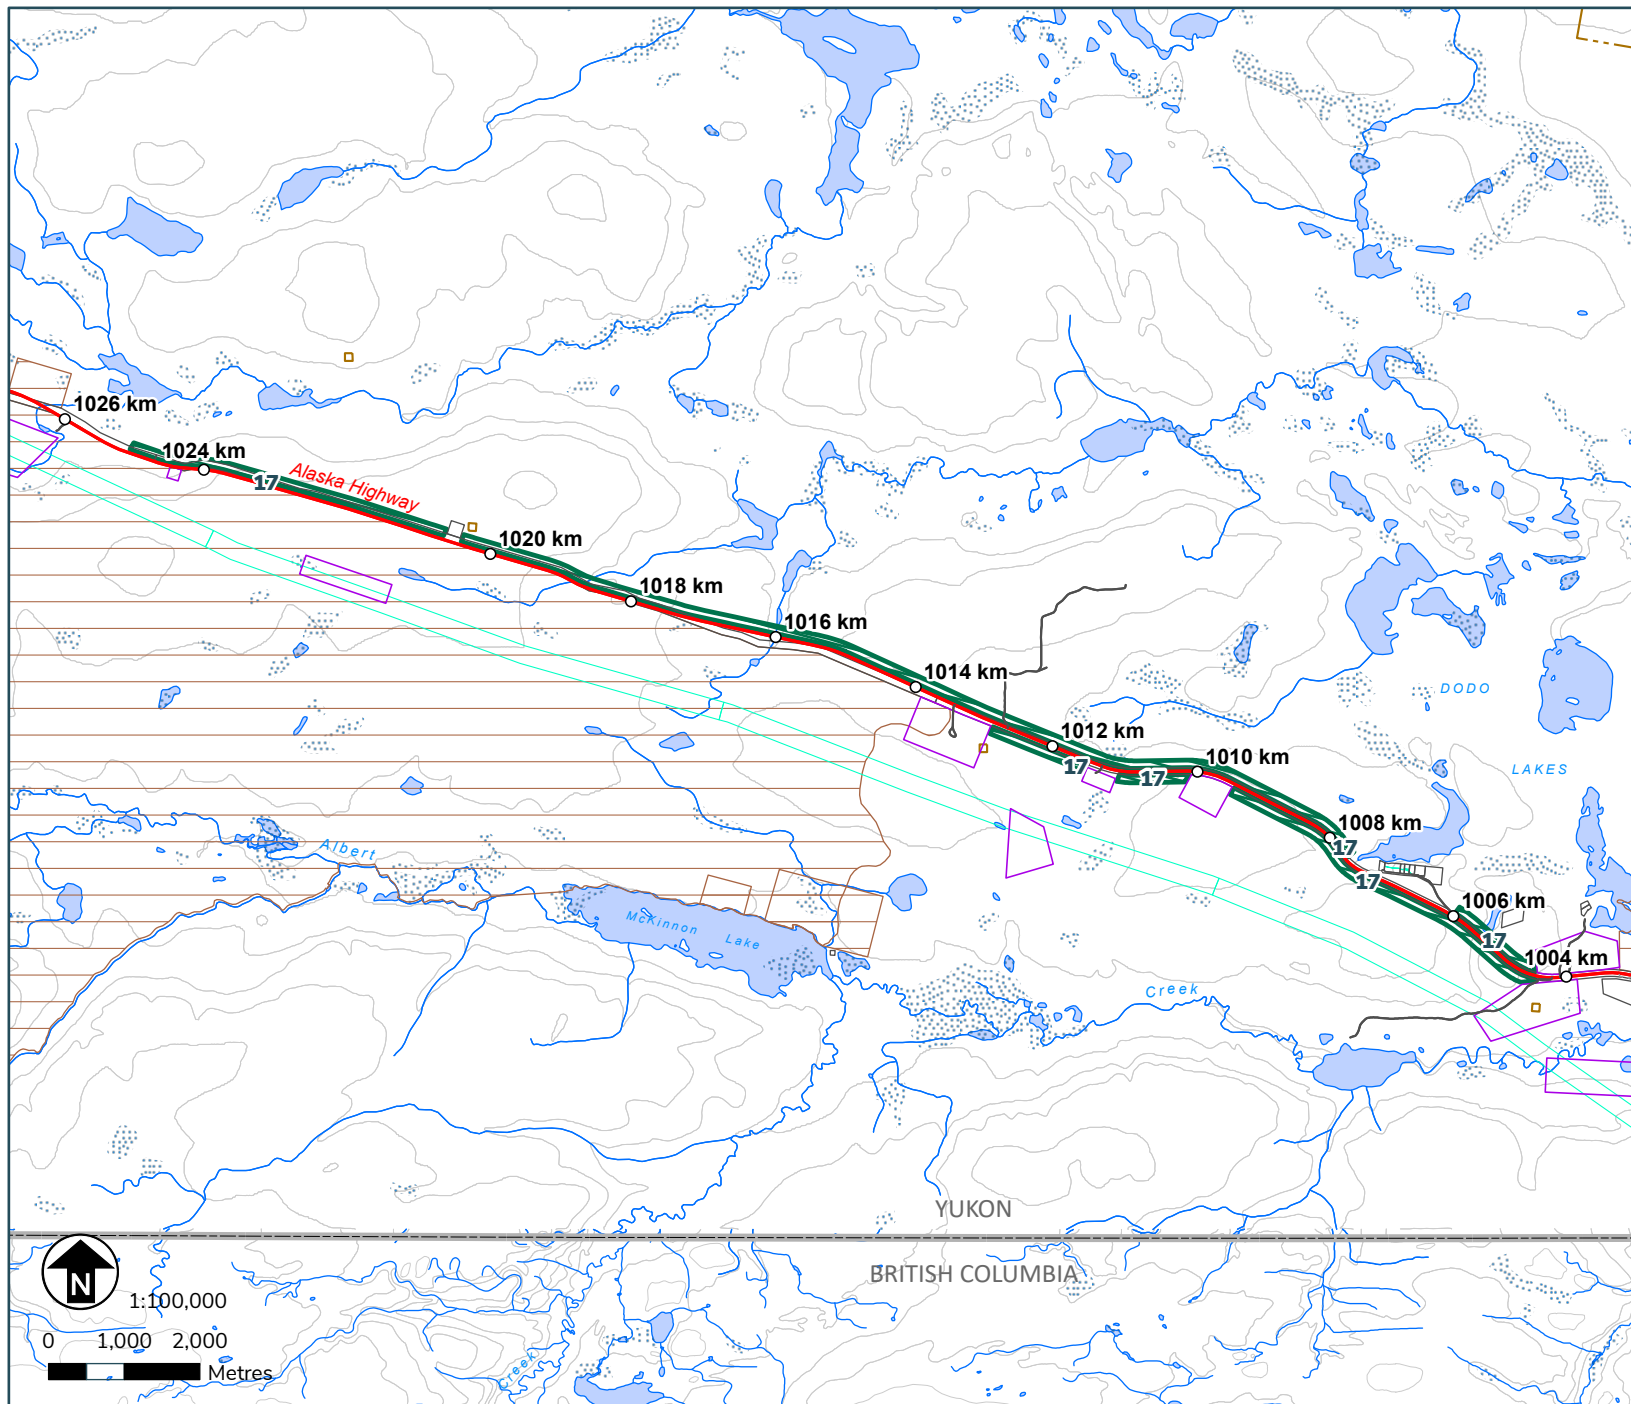 1026 km
1024 km
17
Alaska Highway
1020 km
1018 km
1016 km
1014 km
DODO
1012 km
17
17
1010 km
LAKES
1008 km
17
Albert
17
1006 km
McKinnon Lake
17
1004 km
Creek
YUKON
BRITISH COLUMBIA
N
1:100,000
0 1,000 2,000
Metres
Creek